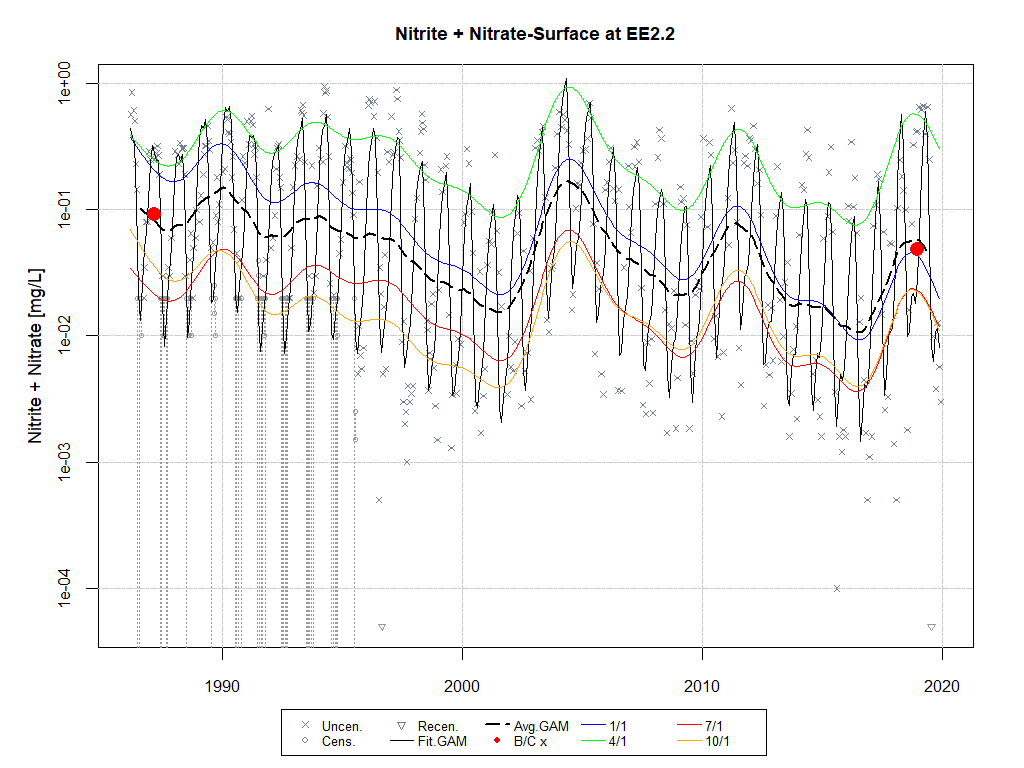 Nitrite + Nitrate-Surface at EE2.2
Nitrite + Nitrate [mg/L]
1e+00
1e-01
1e-02
1e-03
1e-04
1990 2000 2010 2020
Uncen. Recen. Avg.GAM 1/1 7/1
Cens. Fit.GAM B/C x 4/1 10/1